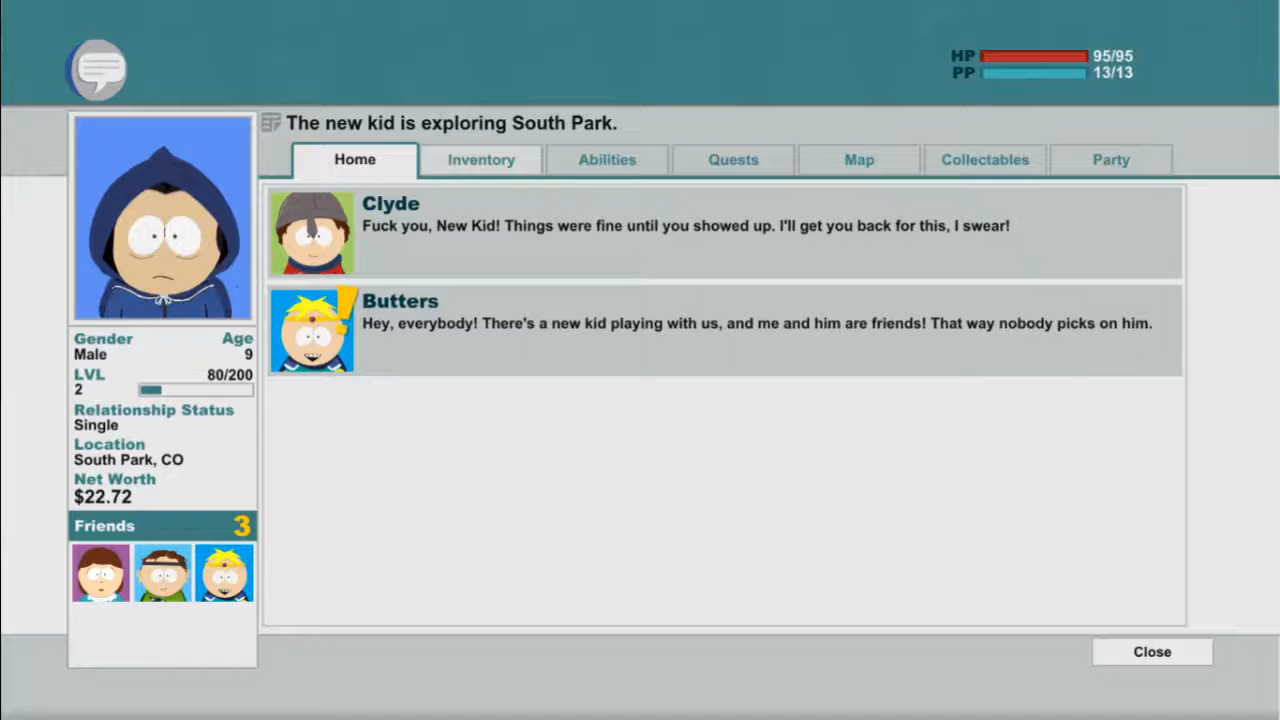 HP 95/95
PP 13/13
The new kid is exploring South Park.
Home Inventory Abilities Quests Map Collectables Party
Clyde
Fuck you, New Kid! Things were fine until you showed up. I'll get you back for this, I swear!
Butters
Hey, everybody! There's a new kid playing with us, and me and him are friends! That way nobody picks on him.
Gender Age
Male 9
LVL 80/200
2
Relationship Status
Single
Location
South Park, CO
Net Worth
$22.72
Friends 3
Close